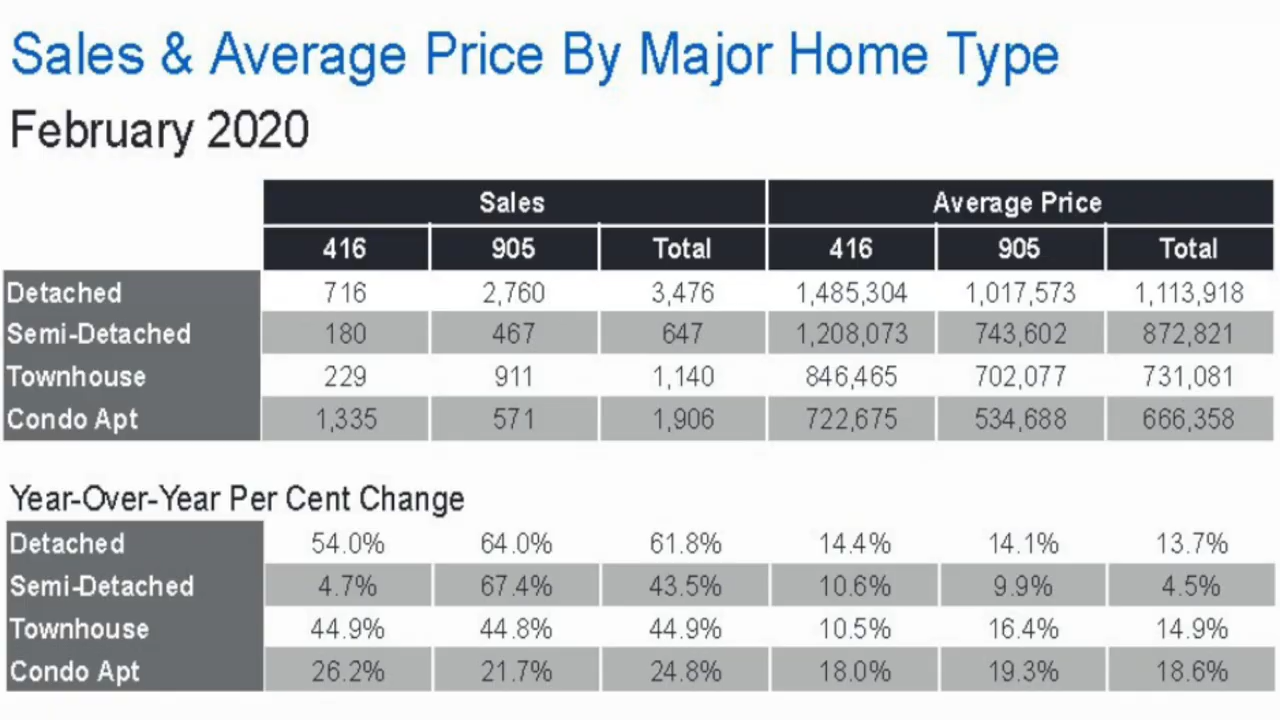 Sales & Average Price By Major Home Type
February 2020
Sales Average Price
416 905 Total 416 905 Total
Detached 716 2,760 3,476 1,485,304 1,017,573 1,113,918
Semi-Detached 180 467 647 1,208,073 743,602 872,821
Townhouse 229 911 1,140 846,465 702,077 731,081
Condo Apt 1,335 571 1,906 722,675 534,688 666,358
Year-Over-Year Per Cent Change
Detached 54.0% 64.0% 61.8% 14.4% 14.1% 13.7%
Semi-Detached 4.7% 67.4% 43.5% 10.6% 9.9% 4.5%
Townhouse 44.9% 44.8% 44.9% 10.5% 16.4% 14.9%
Condo Apt 26.2% 21.7% 24.8% 18.0% 19.3% 18.6%